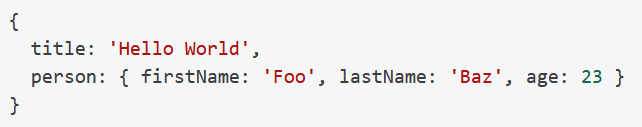 {
  title: 'Hello World',
  person: { firstName: 'Foo', lastName: 'Baz', age: 23 }
}